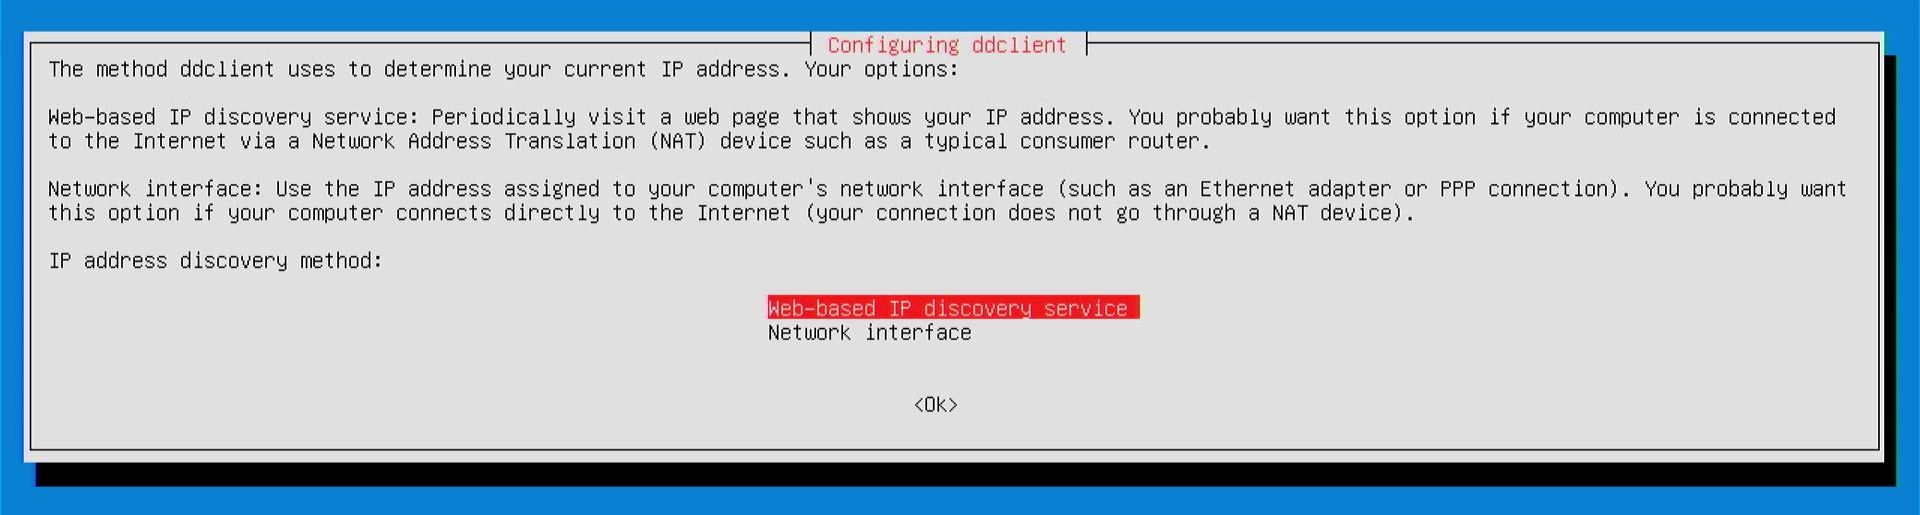 Configuring ddclient
The method ddclient uses to determine your current IP address. Your options:
Web-based IP discovery service: Periodically visit a web page that shows your IP address. You probably want this option if your computer is connected
to the Internet via a Network Address Translation (NAT) device such as a typical consumer router.
Network interface: Use the IP address assigned to your computer's network interface (such as an Ethernet adapter or PPP connection). You probably want
this option if your computer connects directly to the Internet (your connection does not go through a NAT device).
IP address discovery method:
Web-based IP discovery service
Network interface
<Ok>